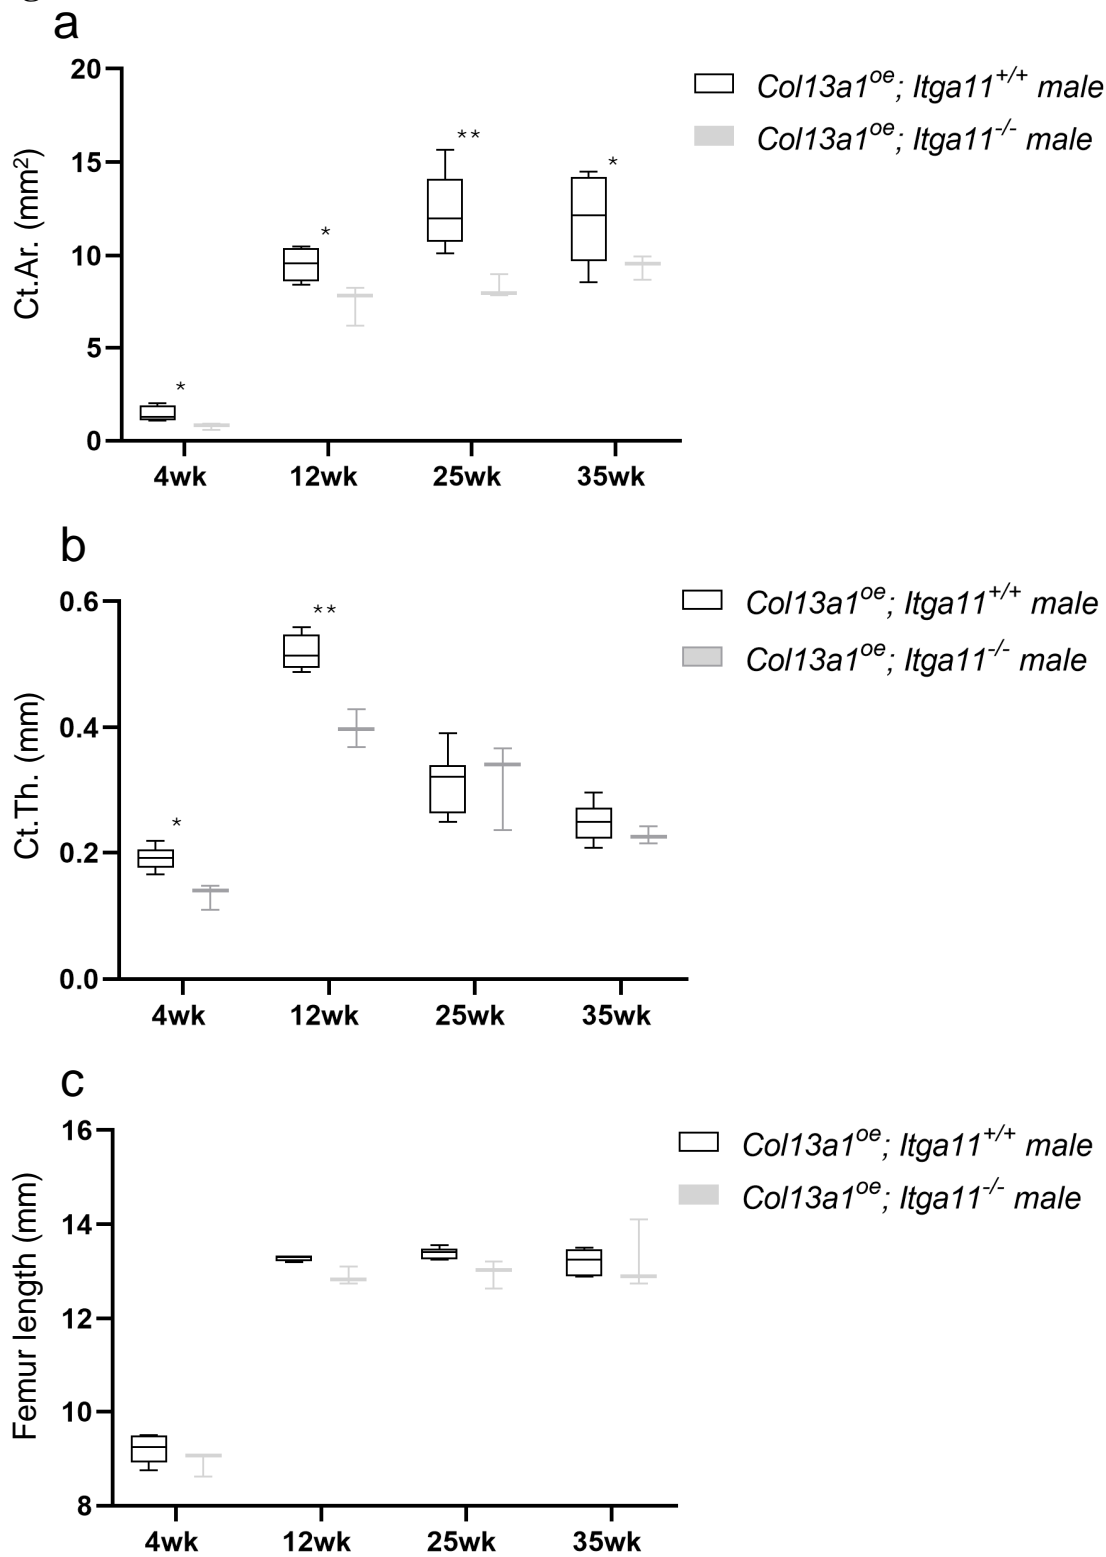 a
20
15
10
5
0
Ct.Ar. (mm²)
Col13a1ᵒᵉ; Itga11⁺/⁺ male
Col13a1ᵒᵉ; Itga11⁻/⁻ male
*
*
**
*
4wk 12wk 25wk 35wk
b
0.6
0.4
0.2
0.0
Ct.Th. (mm)
Col13a1ᵒᵉ; Itga11⁺/⁺ male
Col13a1ᵒᵉ; Itga11⁻/⁻ male
*
**
4wk 12wk 25wk 35wk
c
16
14
12
10
8
Femur length (mm)
Col13a1ᵒᵉ; Itga11⁺/⁺ male
Col13a1ᵒᵉ; Itga11⁻/⁻ male
4wk 12wk 25wk 35wk